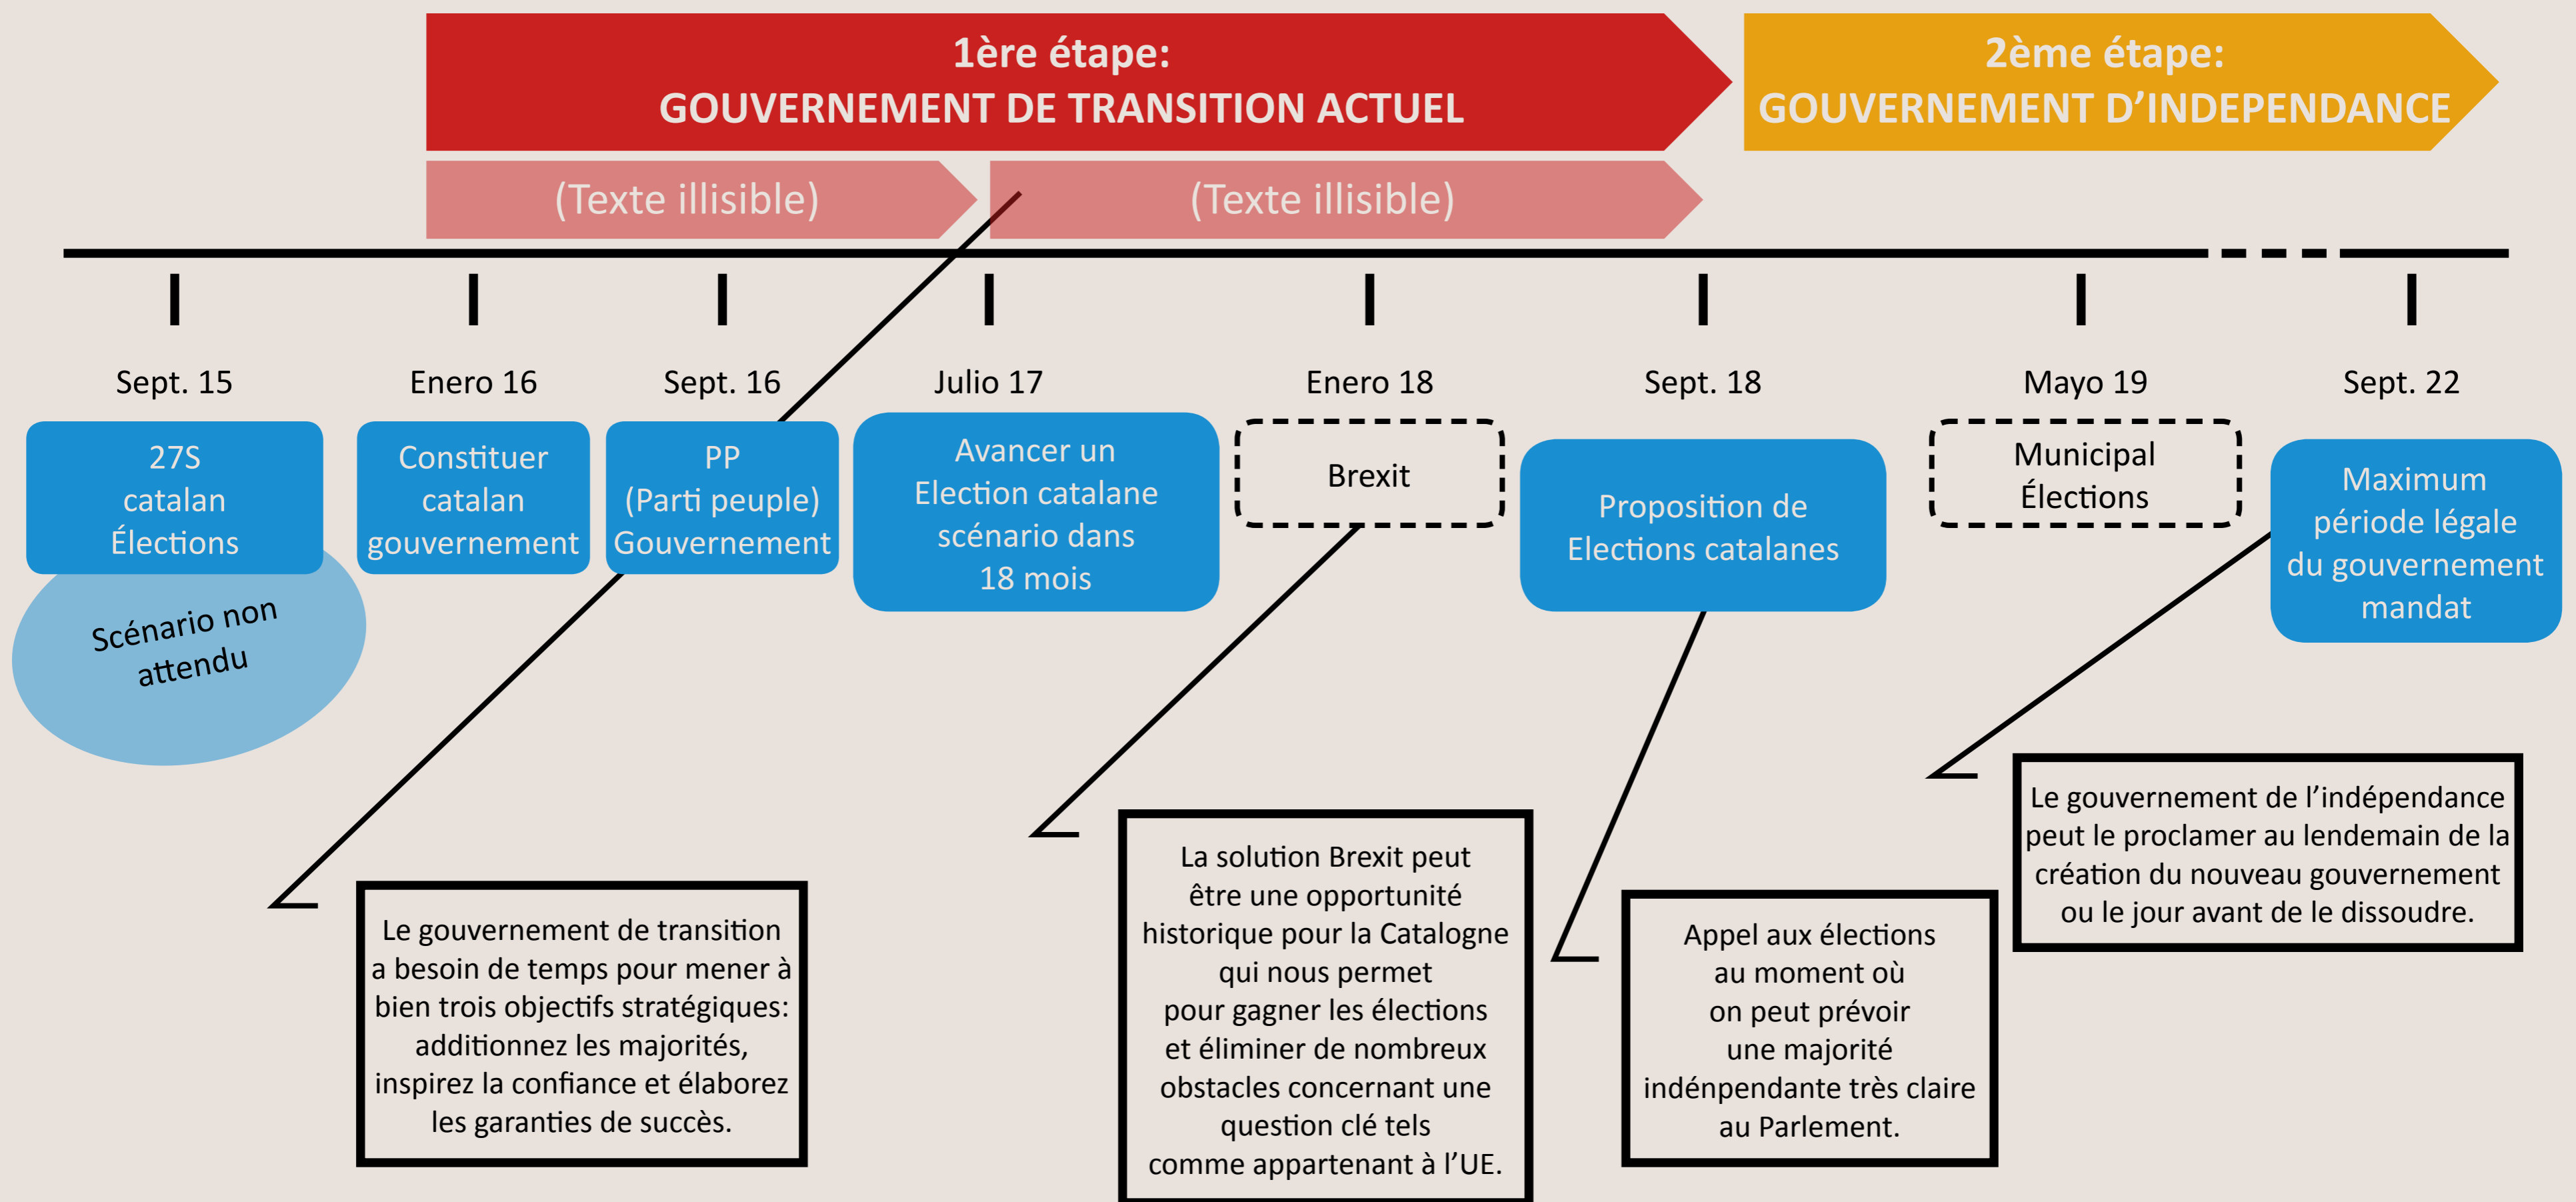 1ère étape:
GOUVERNEMENT DE TRANSITION ACTUEL
2ème étape:
GOUVERNEMENT D’INDEPENDANCE
(Texte illisible)
(Texte illisible)
Sept. 15
Enero 16
Sept. 16
Julio 17
Enero 18
Sept. 18
Mayo 19
Sept. 22
27S
catalan
Élections
Constituer
catalan
gouvernement
PP
(Parti peuple)
Gouvernement
Avancer un
Election catalane
scénario dans
18 mois
Brexit
Proposition de
Elections catalanes
Municipal
Élections
Maximum
période légale
du gouvernement
mandat
Scénario non
attendu
Le gouvernement de transition
a besoin de temps pour mener à
bien trois objectifs stratégiques:
additionnez les majorités,
inspirez la confiance et élaborez
les garanties de succès.
La solution Brexit peut
être une opportunité
historique pour la Catalogne
qui nous permet
pour gagner les élections
et éliminer de nombreux
obstacles concernant une
question clé tels
comme appartenant à l’UE.
Appel aux élections
au moment où
on peut prévoir
une majorité
indénpendante très claire
au Parlement.
Le gouvernement de l’indépendance
peut le proclamer au lendemain de la
création du nouveau gouvernement
ou le jour avant de le dissoudre.